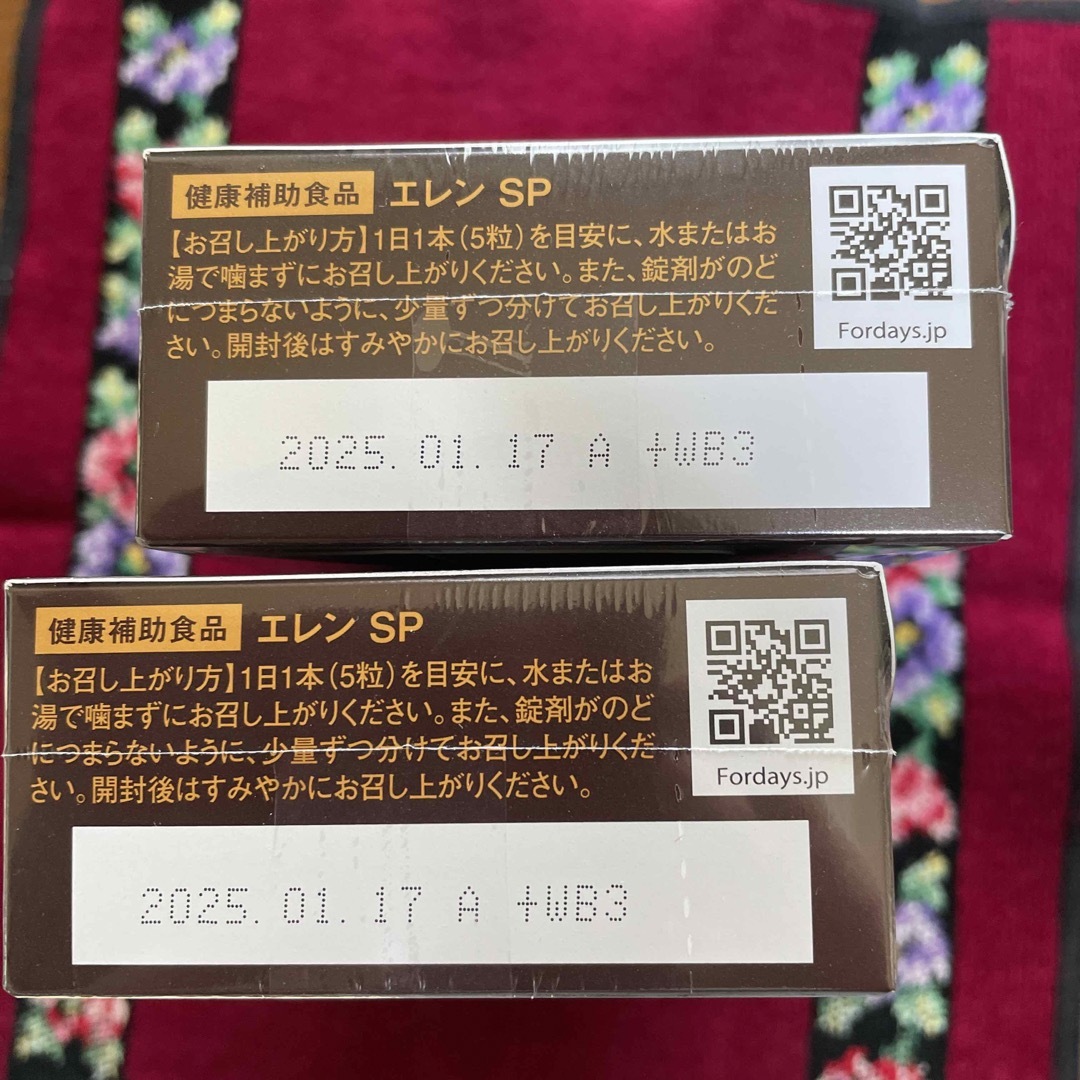 健康補助食品 エレン SP
【お召し上がり方】1日1本(5粒)を目安に、水またはお
湯で噛まずにお召し上がりください。また、錠剤がのど
につまらないように、少量ずつ分けてお召し上がりくだ
さい。開封後はすみやかにお召し上がりください。
Fordays.jp
2025.01.17 A +WB3
健康補助食品 エレン SP
【お召し上がり方】1日1本(5粒)を目安に、水またはお
湯で噛まずにお召し上がりください。また、錠剤がのど
につまらないように、少量ずつ分けてお召し上がりくだ
さい。開封後はすみやかにお召し上がりください。
Fordays.jp
2025.01.17 A +WB3